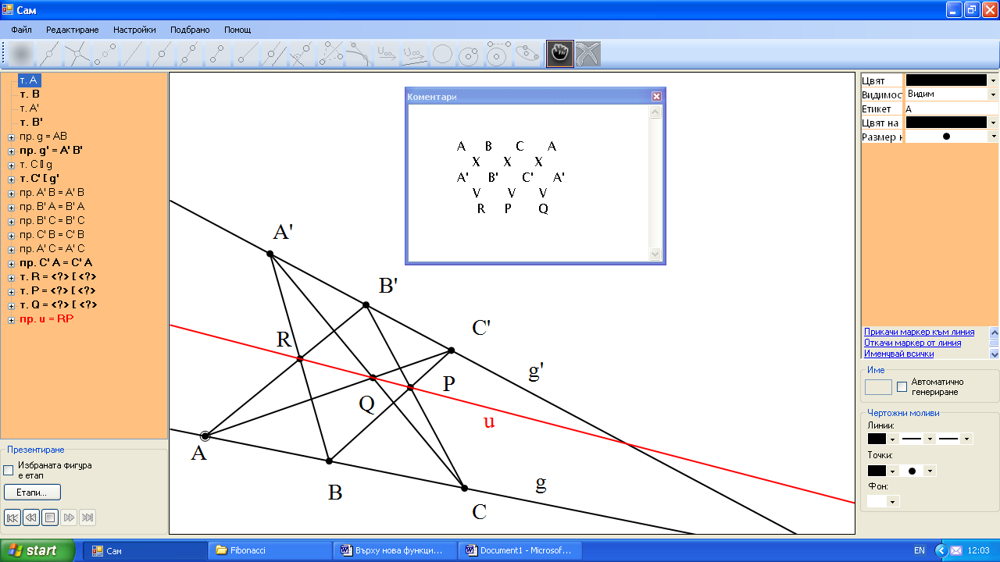 Сам
Файл Редактиране Настройки Подбрано Помощ
т. A
т. B
т. A'
т. B'
пр. g = AB
пр. g' = A' B'
т. C [ g
т. C' [ g'
пр. A' B = A' B
пр. B' A = B' A
пр. B' C = B' C
пр. C' B = C' B
пр. A' C = A' C
пр. C' A = C' A
т. R = <?> [ <?>
т. P = <?> [ <?>
т. Q = <?> [ <?>
пр. u = RP
Презентиране
Избраната фигура
е етап
Етапи...
Коментари
A B C A
X X X
A' B' C' A'
V V V
R P Q
A'
B'
C'
R
g'
P
Q
u
A
B
g
C
Цвят
Видимос Видим
Етикет A
Цвят на
Размер н
Прикачи маркер към линия
Откачи маркер от линия
Именувай всички
Име
Автоматично
генериране
Чертожни моливи
Линии:
Точки:
Фон:
start Сам Fibonacci Върху нова функци... Document1 - Microsof... EN 12:03